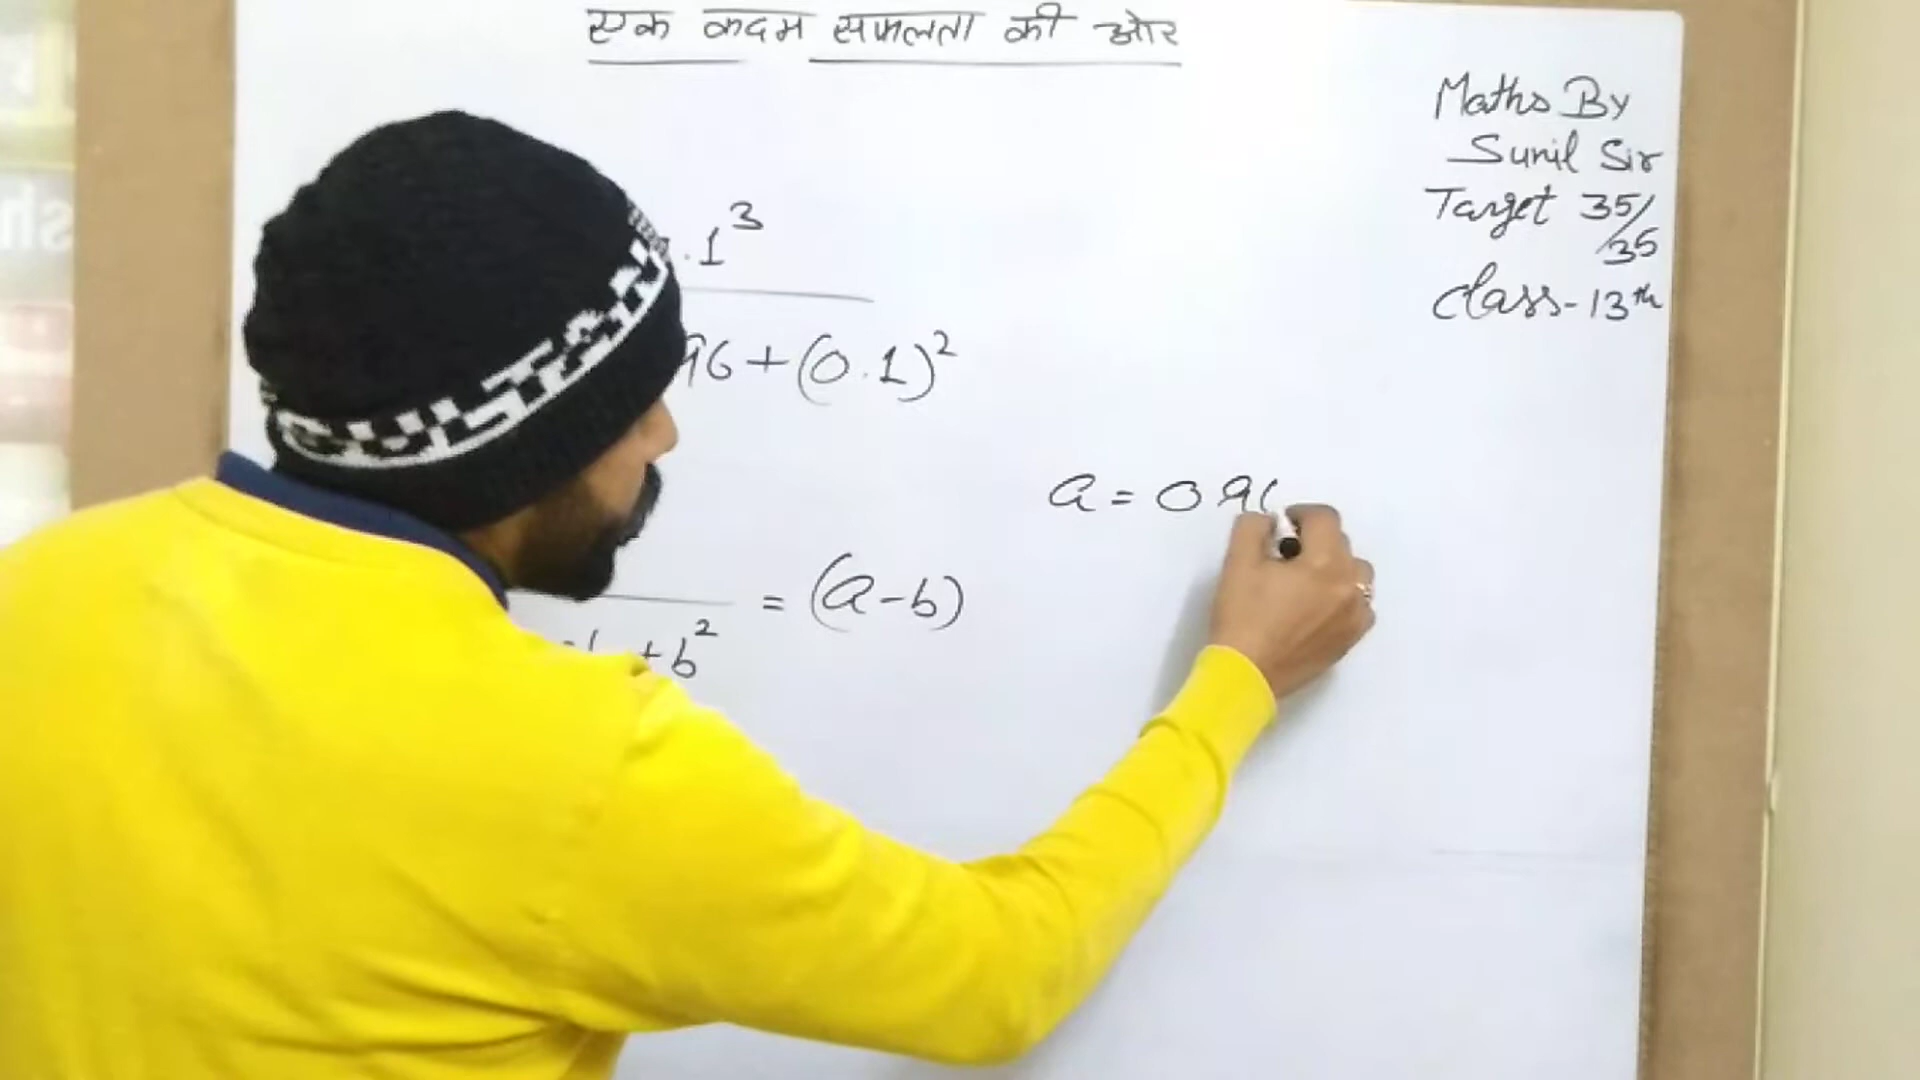 एक कदम सफलता की ओर
Maths By
Sunil Sir
Target 35/
35
Class-13th
.1³
96+(0.1)²
a = 0.96
= (a-b)
+b²
sh